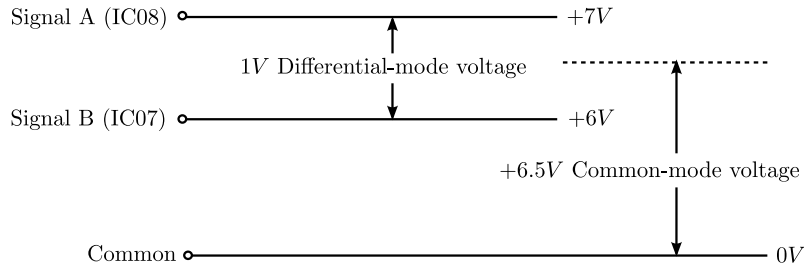 Signal A (IC08)
+7V
1V Differential-mode voltage
Signal B (IC07)
+6V
+6.5V Common-mode voltage
Common
0V